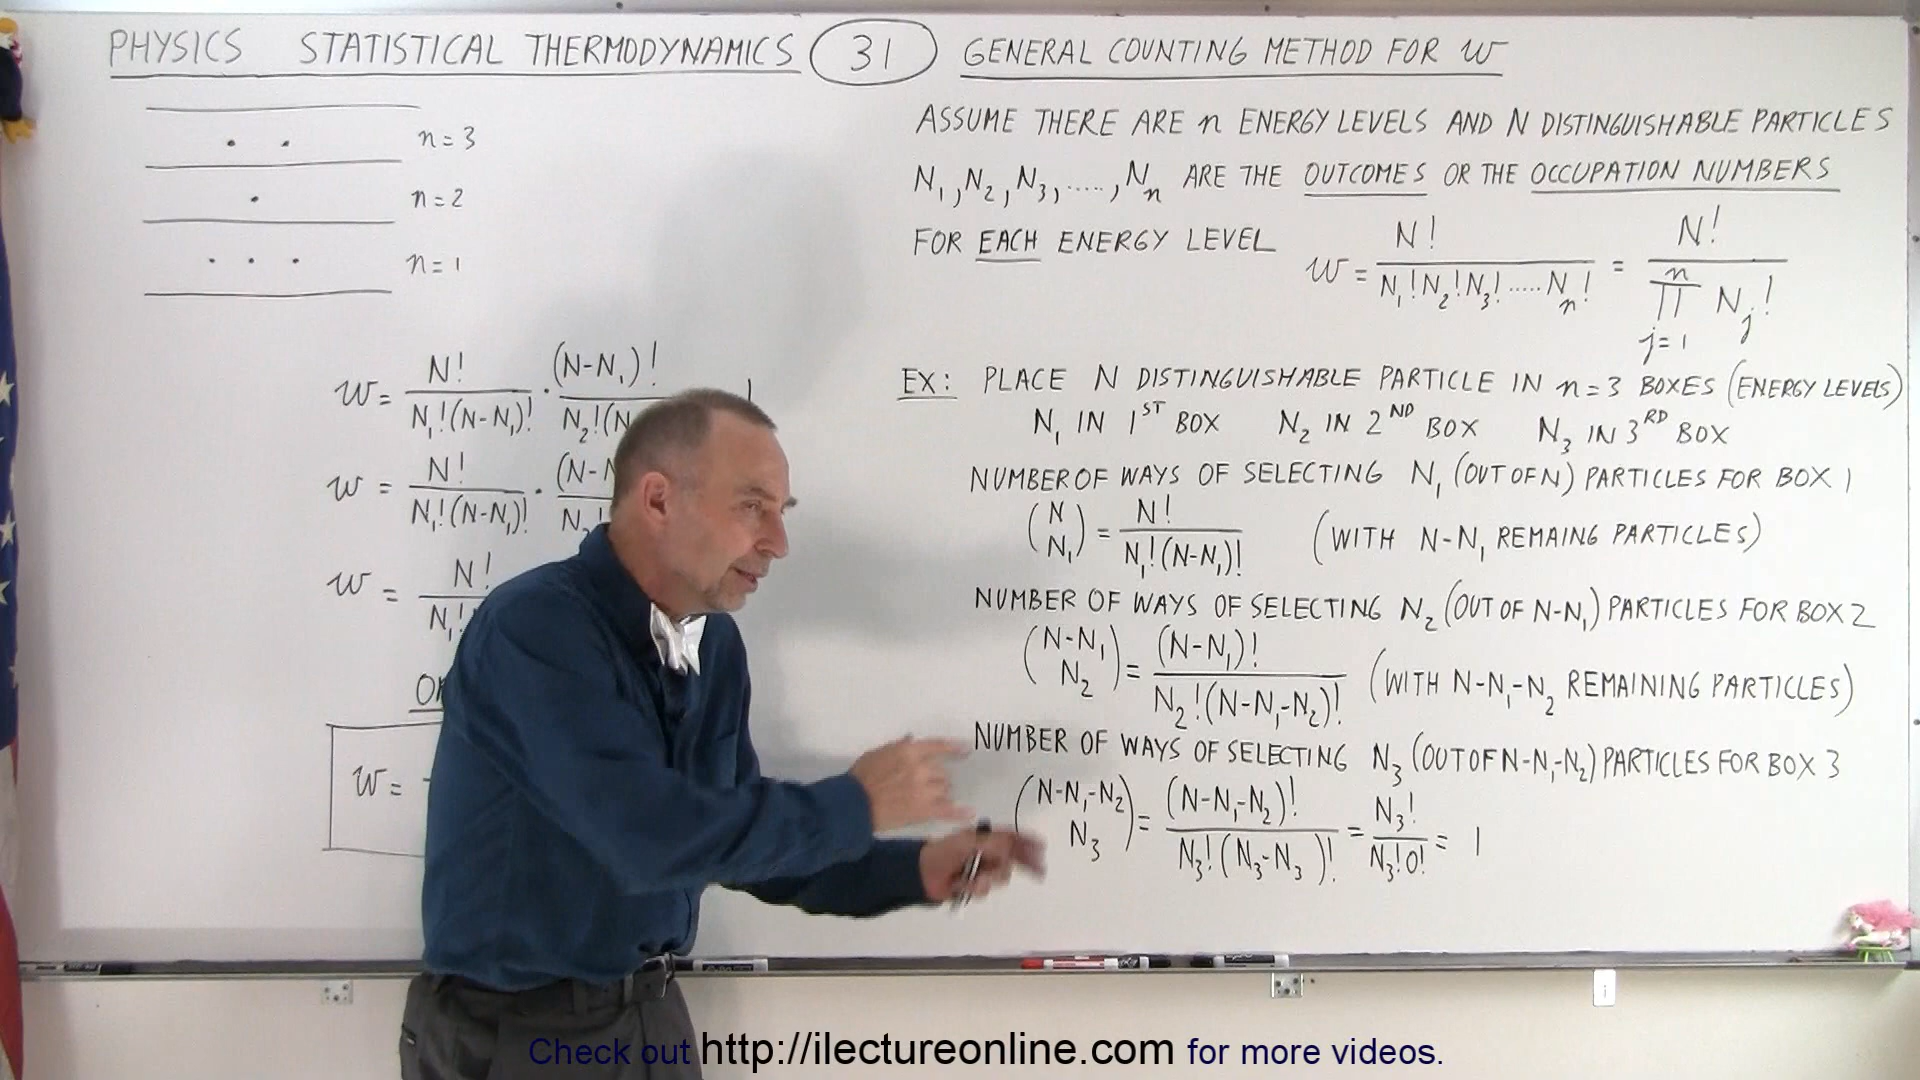 PHYSICS STATISTICAL THERMODYNAMICS 31 GENERAL COUNTING METHOD FOR w
n=3
n=2
n=1
w = N!/(N₁!(N-N₁)!) · (N-N₁)!/(N₂!(N
w = N!/(N₁!(N-N₁)!) · (N-N
w = N!/N₁!
w =
ASSUME THERE ARE n ENERGY LEVELS AND N DISTINGUISHABLE PARTICLES
N₁, N₂, N₃, ....., Nₙ ARE THE OUTCOMES OR THE OCCUPATION NUMBERS
FOR EACH ENERGY LEVEL w = N!/(N₁!N₂!N₃!.....Nₙ!) = N!/(∏ⁿⱼ₌₁ Nⱼ!)
EX: PLACE N DISTINGUISHABLE PARTICLE IN n=3 BOXES (ENERGY LEVELS)
N₁ IN 1ST BOX N₂ IN 2ND BOX N₃ IN 3RD BOX
NUMBER OF WAYS OF SELECTING N₁ (OUT OF N) PARTICLES FOR BOX 1
(N N₁) = N!/(N₁!(N-N₁)!) (WITH N-N₁ REMAING PARTICLES)
NUMBER OF WAYS OF SELECTING N₂ (OUT OF N-N₁) PARTICLES FOR BOX 2
(N-N₁ N₂) = (N-N₁)!/(N₂!(N-N₁-N₂)!) (WITH N-N₁-N₂ REMAINING PARTICLES)
NUMBER OF WAYS OF SELECTING N₃ (OUT OF N-N₁-N₂) PARTICLES FOR BOX 3
(N-N₁-N₂ N₃) = (N-N₁-N₂)!/(N₃!(N₃-N₃)!) = N₃!/(N₃!0!) = 1
Check out http://ilectureonline.com for more videos.